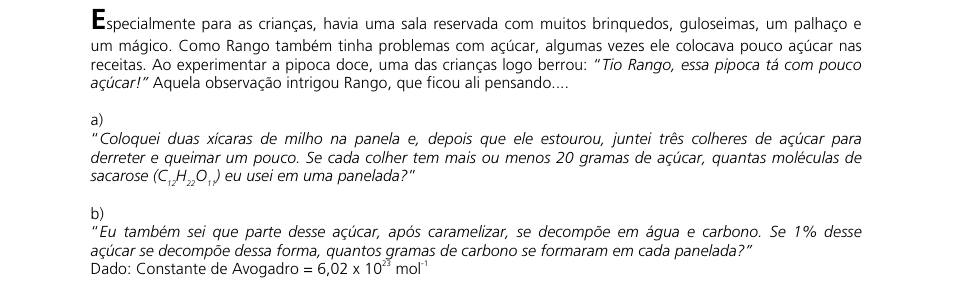 Especialmente para as crianças, havia uma sala reservada com muitos brinquedos, guloseimas, um palhaço e
um mágico. Como Rango também tinha problemas com açúcar, algumas vezes ele colocava pouco açúcar nas
receitas. Ao experimentar a pipoca doce, uma das crianças logo berrou: “Tio Rango, essa pipoca tá com pouco
açúcar!” Aquela observação intrigou Rango, que ficou ali pensando....
a)
“Coloquei duas xícaras de milho na panela e, depois que ele estourou, juntei três colheres de açúcar para
derreter e queimar um pouco. Se cada colher tem mais ou menos 20 gramas de açúcar, quantas moléculas de
sacarose (C₁₂H₂₂O₁₁) eu usei em uma panelada?”
b)
“Eu também sei que parte desse açúcar, após caramelizar, se decompõe em água e carbono. Se 1% desse
açúcar se decompõe dessa forma, quantos gramas de carbono se formaram em cada panelada?”
Dado: Constante de Avogadro = 6,02 x 10²³ mol⁻¹